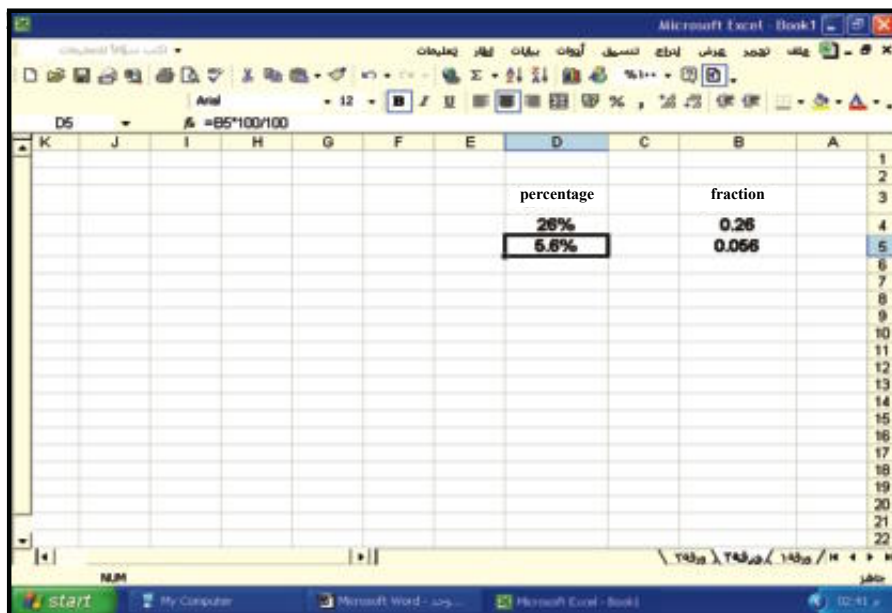 Microsoft Excel - Book1
ملف تحرير عرض إدراج تنسيق أدوات بيانات إطار تعليمات
Arial 12 B I U
D5 fx =B5*100/100
K J I H G F E D C B A
1
2
percentage fraction 3
26% 0.26 4
5.6% 0.056 5
6
7
8
9
10
11
12
13
14
15
16
17
18
19
20
21
22
NUM
start My Computer Microsoft Word - Microsoft Excel - Book1 02:41